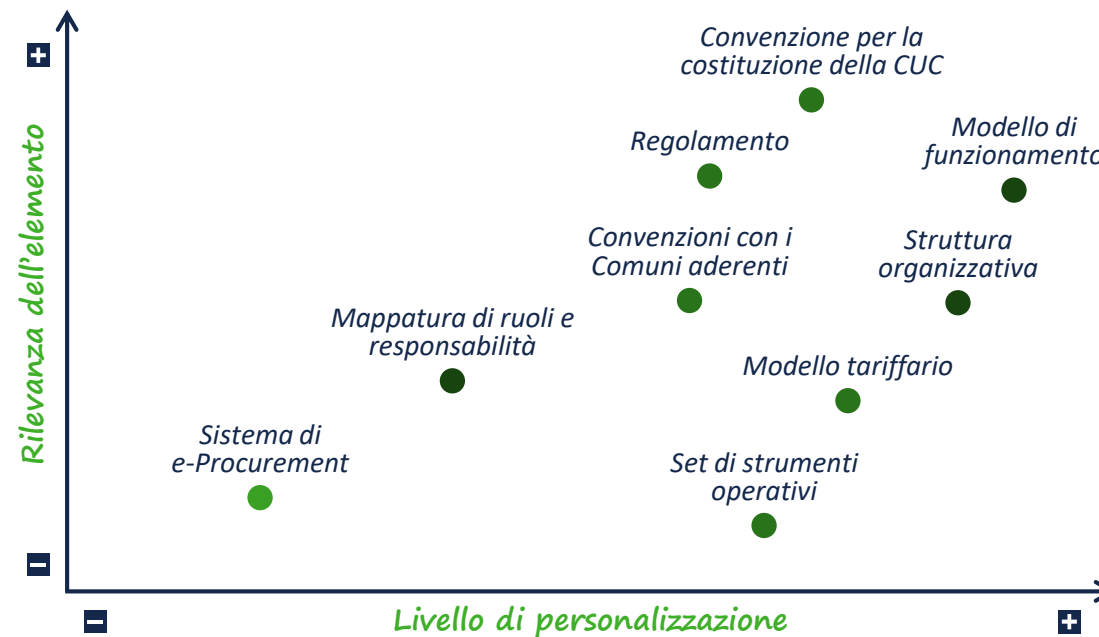 Convenzione per la
costituzione della CUC
+
Regolamento
Modello di
funzionamento
Rilevanza dell'elemento
Convenzioni con i
Comuni aderenti
Struttura
organizzativa
Mappatura di ruoli e
responsabilità
Modello tariffario
Sistema di
e-Procurement
Set di strumenti
operativi
−
−
Livello di personalizzazione
+